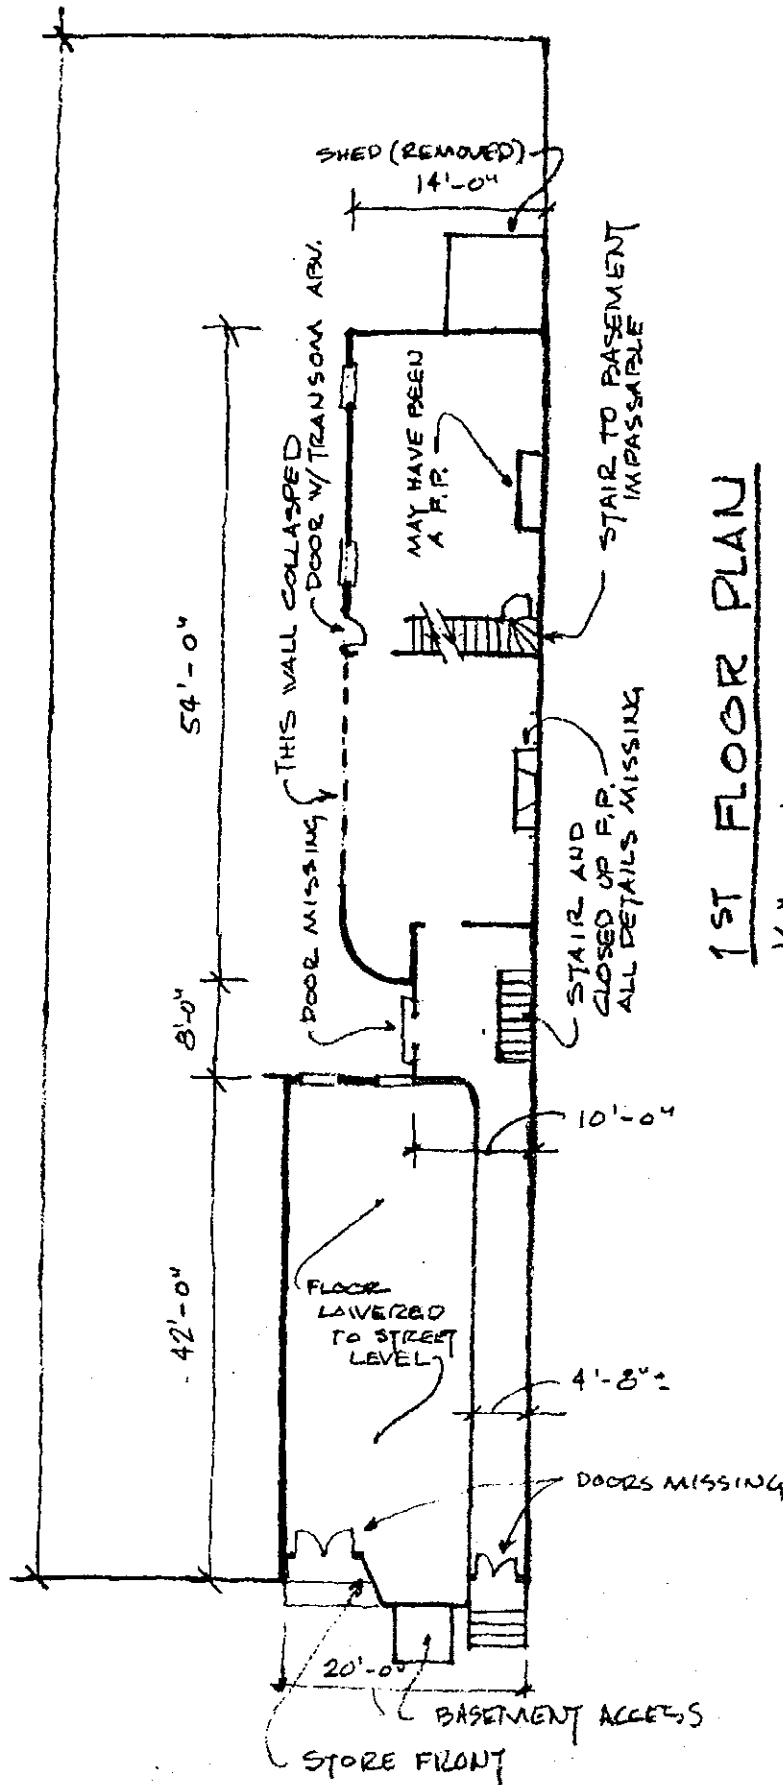 SHED (REMOVED)
14'-0"
THIS WALL COLLASPED
DOOR W/ TRANSOM ABV.
MAY HAVE BEEN
A F.P.
STAIR TO BASEMENT
IMPASSABLE
54'-0"
DOOR MISSING
STAIR AND
CLOSED UP F.P.
ALL DETAILS MISSING
1ST FLOOR PLAN
8'-0"
10'-0"
42'-0"
FLOOR
LOWERED
TO STREET
LEVEL
4'-8"±
DOORS MISSING
20'-0"
BASEMENT ACCESS
STORE FRONT